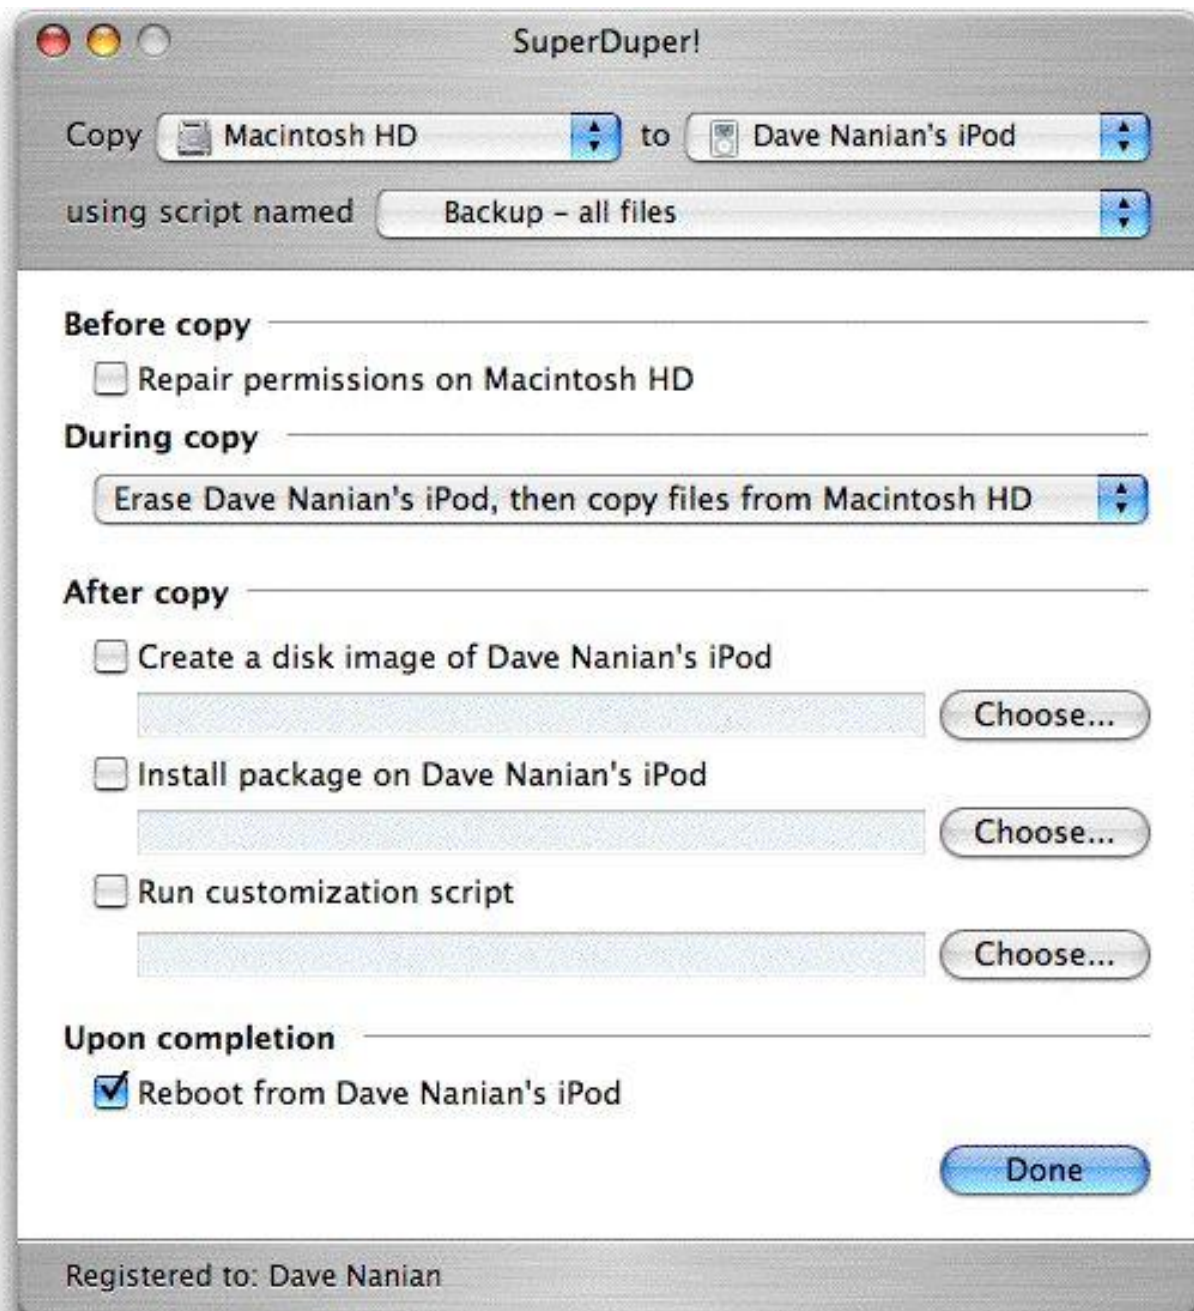 SuperDuper!
Copy Macintosh HD to Dave Nanian's iPod
using script named Backup – all files
Before copy
Repair permissions on Macintosh HD
During copy
Erase Dave Nanian's iPod, then copy files from Macintosh HD
After copy
Create a disk image of Dave Nanian's iPod
Choose...
Install package on Dave Nanian's iPod
Choose...
Run customization script
Choose...
Upon completion
Reboot from Dave Nanian's iPod
Done
Registered to: Dave Nanian